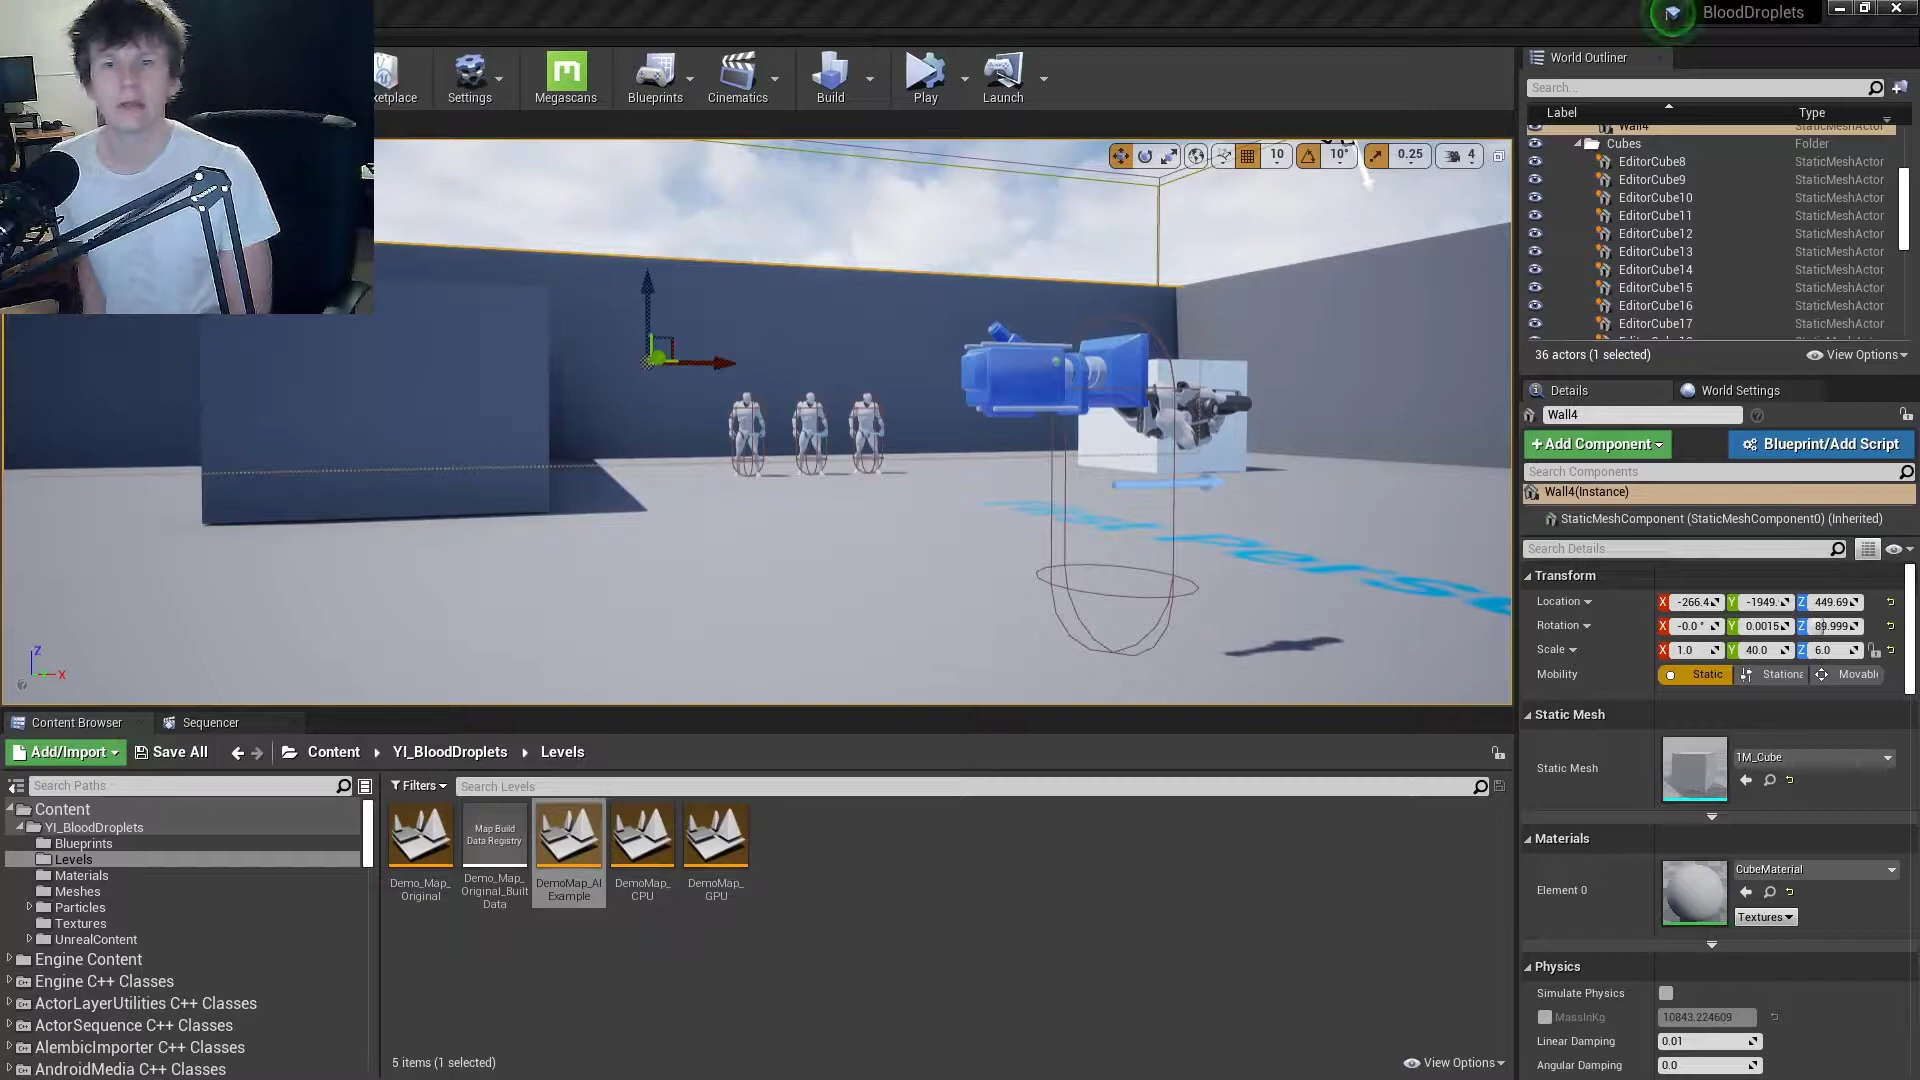 BloodDroplets
ketplace
Settings
Megascans
Blueprints
Cinematics
Build
Play
Launch
10
10°
0.25
4
Z
X
World Outliner
Search...
Label
Type
Wall4
StaticMeshActor
Cubes
Folder
EditorCube8
StaticMeshActor
EditorCube9
StaticMeshActor
EditorCube10
StaticMeshActor
EditorCube11
StaticMeshActor
EditorCube12
StaticMeshActor
EditorCube13
StaticMeshActor
EditorCube14
StaticMeshActor
EditorCube15
StaticMeshActor
EditorCube16
StaticMeshActor
EditorCube17
StaticMeshActor
36 actors (1 selected)
View Options
Details
World Settings
Wall4
+Add Component
Blueprint/Add Script
Search Components
Wall4(Instance)
StaticMeshComponent (StaticMeshComponent0) (Inherited)
Search Details
Transform
Location
X -266.4 Y -1949. Z 449.69
Rotation
X -0.0 ° Y 0.0015 Z 89.999
Scale
X 1.0 Y 40.0 Z 6.0
Mobility
Static
Stationa
Movabl
Static Mesh
Static Mesh
1M_Cube
Materials
Element 0
CubeMaterial
Textures
Physics
Simulate Physics
MassInKg
10843.224609
Linear Damping
0.01
Angular Damping
0.0
Content Browser
Sequencer
Add/Import
Save All
Content
YI_BloodDroplets
Levels
Search Paths
Filters
Search Levels
Content
YI_BloodDroplets
Blueprints
Levels
Materials
Meshes
Particles
Textures
UnrealContent
Engine Content
Engine C++ Classes
ActorLayerUtilities C++ Classes
ActorSequence C++ Classes
AlembicImporter C++ Classes
AndroidMedia C++ Classes
Demo_Map_
Original
Map Build
Data Registry
Demo_Map_
Original_Built
Data
DemoMap_AI
Example
DemoMap_
CPU
DemoMap_
GPU
5 items (1 selected)
View Options